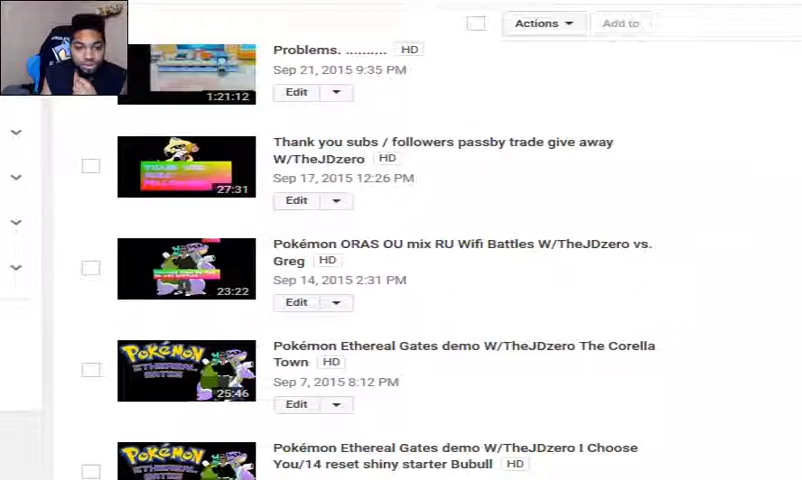 Actions Add to
Problems. .......... HD
Sep 21, 2015 9:35 PM
1:21:12
Edit
Thank you subs / followers passby trade give away
W/TheJDzero HD
27:31
Sep 17, 2015 12:26 PM
Edit
Pokémon ORAS OU mix RU Wifi Battles W/TheJDzero vs.
Greg HD
23:22
Sep 14, 2015 2:31 PM
Edit
POKÉMON
ETHEREAL
GATES
25:46
Pokémon Ethereal Gates demo W/TheJDzero The Corella
Town HD
Sep 7, 2015 8:12 PM
Edit
POKÉMON
ETHEREAL
Pokémon Ethereal Gates demo W/TheJDzero I Choose
You/14 reset shiny starter Bubull HD